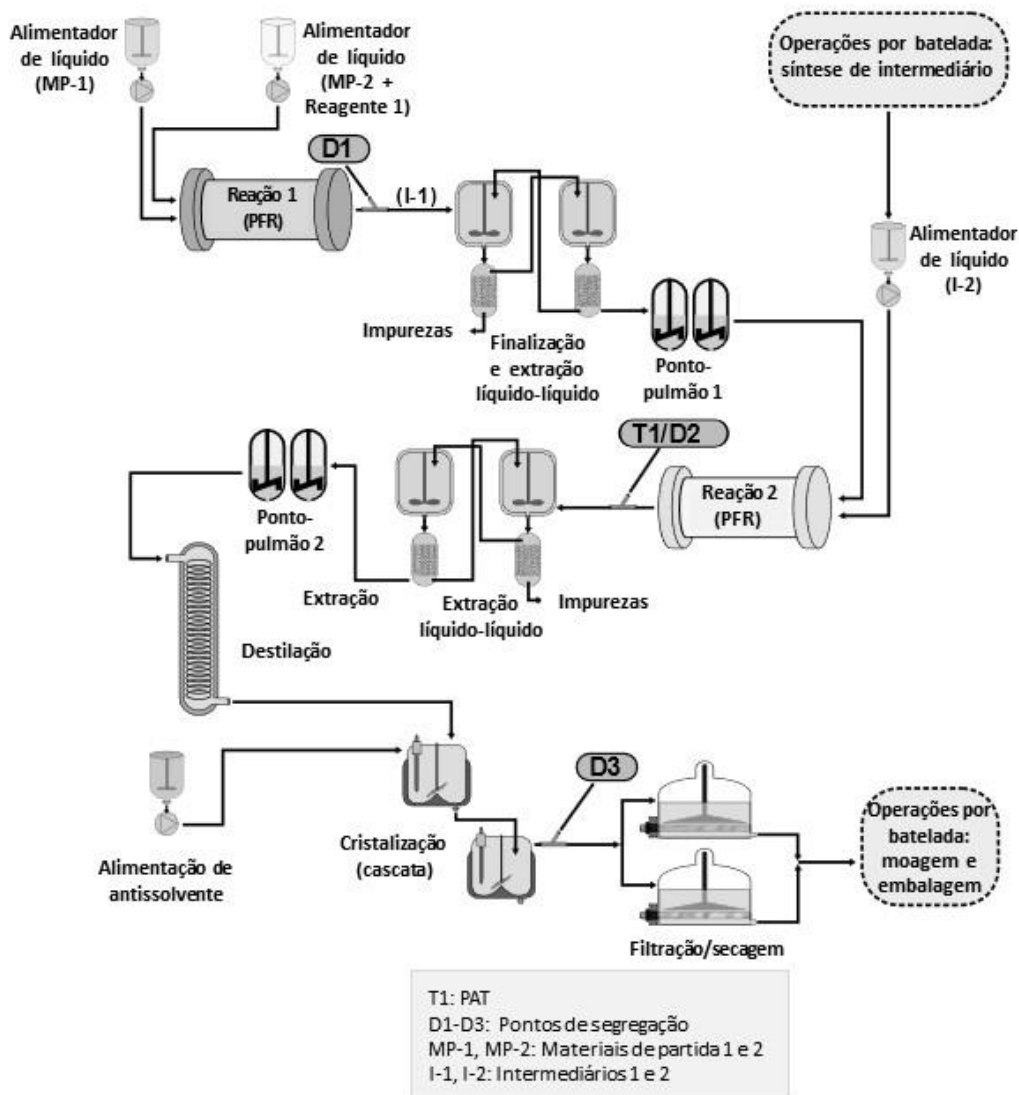 Alimentador
de líquido
(MP-1)
Alimentador
de líquido
(MP-2 +
Reagente 1)
Operações por batelada:
síntese de intermediário
D1
Reação 1
(PFR)
(I-1)
Alimentador
de líquido
(I-2)
Impurezas
Finalização
e extração
líquido-líquido
Ponto-
pulmão 1
T1/D2
Reação 2
(PFR)
Ponto-
pulmão 2
Extração
Extração
líquido-líquido
Impurezas
Destilação
D3
Alimentação de
antissolvente
Cristalização
(cascata)
Operações por
batelada:
moagem e
embalagem
Filtração/secagem
T1: PAT
D1-D3: Pontos de segregação
MP-1, MP-2: Materiais de partida 1 e 2
I-1, I-2: Intermediários 1 e 2